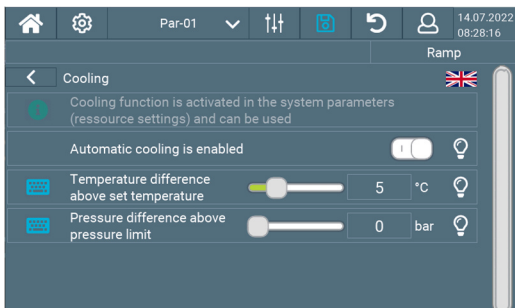 Par-01
14.07.2022
08:28:16
Ramp
Cooling
Cooling function is activated in the system parameters
(ressource settings) and can be used
Automatic cooling is enabled
Temperature difference
above set temperature
5 °C
Pressure difference above
pressure limit
0 bar